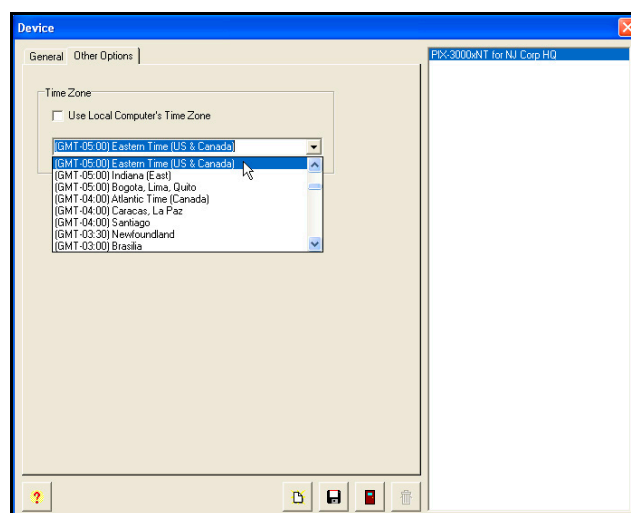 Device
General Other Options
PIX-3000xNT for NJ Corp HQ
Time Zone
Use Local Computer's Time Zone
(GMT-05:00) Eastern Time (US & Canada)
(GMT-05:00) Eastern Time (US & Canada)
(GMT-05:00) Indiana (East)
(GMT-05:00) Bogota, Lima, Quito
(GMT-04:00) Atlantic Time (Canada)
(GMT-04:00) Caracas, La Paz
(GMT-04:00) Santiago
(GMT-03:30) Newfoundland
(GMT-03:00) Brasilia
?